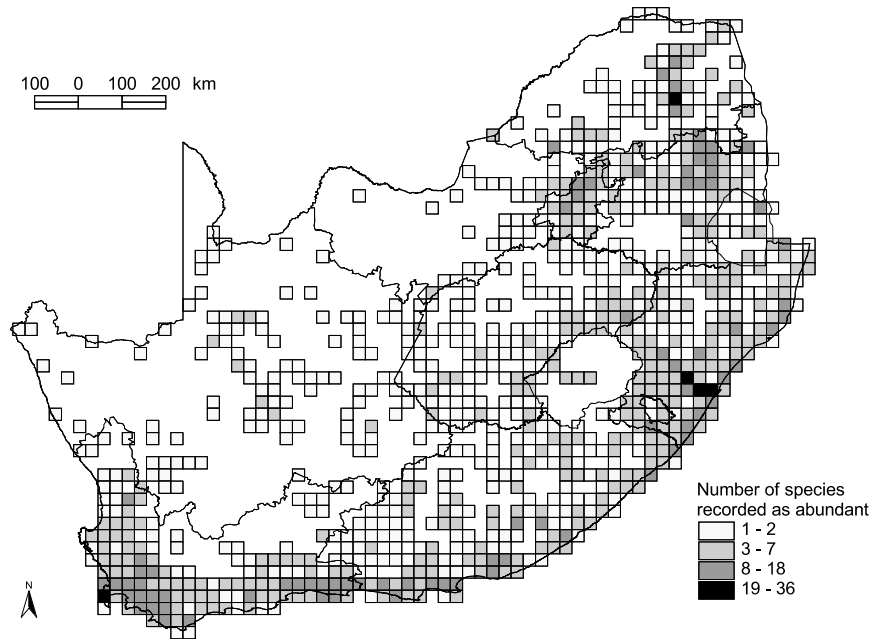 100 0 100 200 km
Number of species
recorded as abundant
1 - 2
3 - 7
8 - 18
19 - 36
N